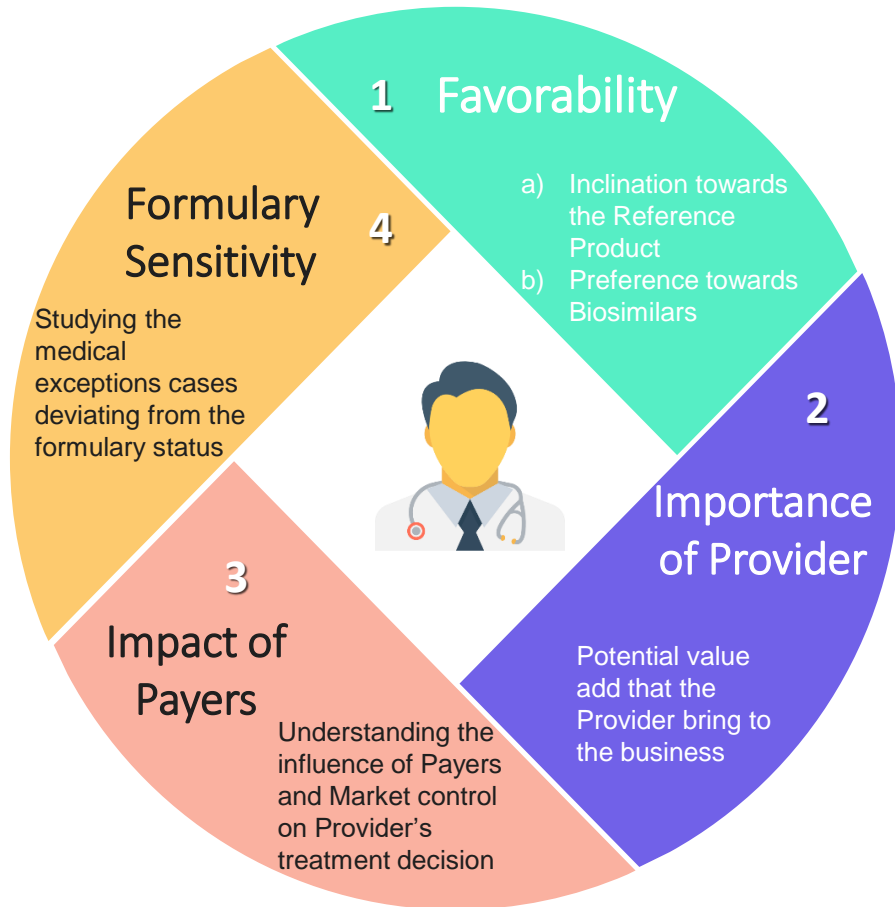 1
Favorability
a) Inclination towards
the Reference
Product
b) Preference towards
Biosimilars
2
Importance
of Provider
Potential value
add that the
Provider bring to
the business
3
Impact of
Payers
Understanding the
influence of Payers
and Market control
on Provider’s
treatment decision
4
Formulary
Sensitivity
Studying the
medical
exceptions cases
deviating from the
formulary status